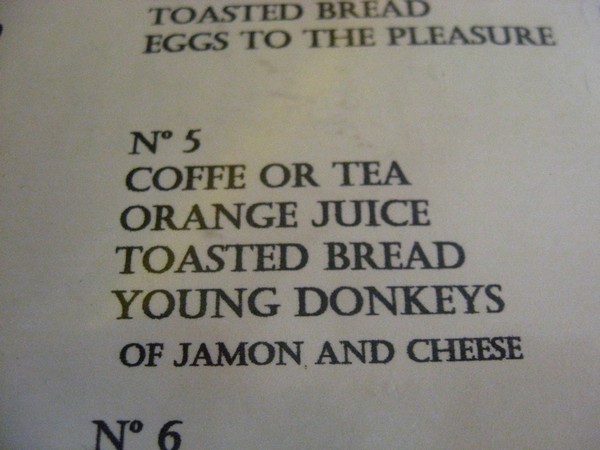 TOASTED BREAD
EGGS TO THE PLEASURE
Nº 5
COFFE OR TEA
ORANGE JUICE
TOASTED BREAD
YOUNG DONKEYS
OF JAMON AND CHEESE
Nº 6